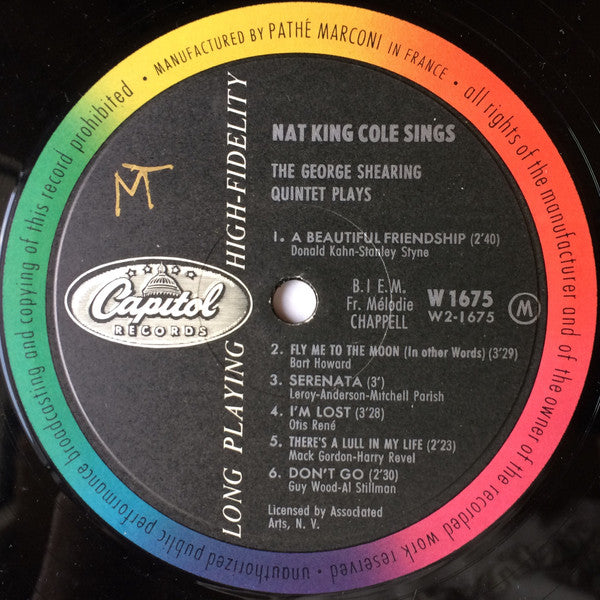 MANUFACTURED by PATHÉ MARCONI IN FRANCE • all rights of the manufacturer and of the owner of the recorded work reserved • unauthorized public performance broadcasting and copying of this record prohibited •
MT
Capitol
RECORDS
LONG PLAYING HIGH-FIDELITY
NAT KING COLE SINGS
THE GEORGE SHEARING
QUINTET PLAYS
1. A BEAUTIFUL FRIENDSHIP (2'40)
Donald Kahn-Stanley Styne
B.I E.M.
Fr. Mélodie
CHAPPELL
W 1675
W2-1675
M
2. FLY ME TO THE MOON (In other Words) (3'29)
Bart Howard
3. SERENATA (3')
Leroy-Anderson-Mitchell Parish
4. I'M LOST (3'28)
Otis René
5. THERE'S A LULL IN MY LIFE (2'23)
Mack Gordon-Harry Revel
6. DON'T GO (2'30)
Guy Wood-Al Stillman
Licensed by Associated
Arts, N. V.